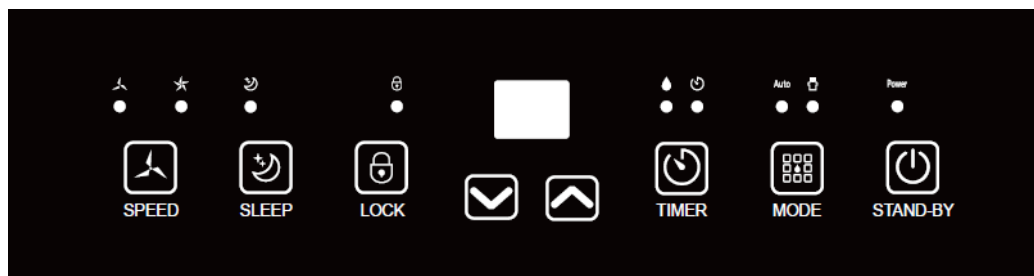 Auto
Power
SPEED
SLEEP
LOCK
TIMER
MODE
STAND-BY